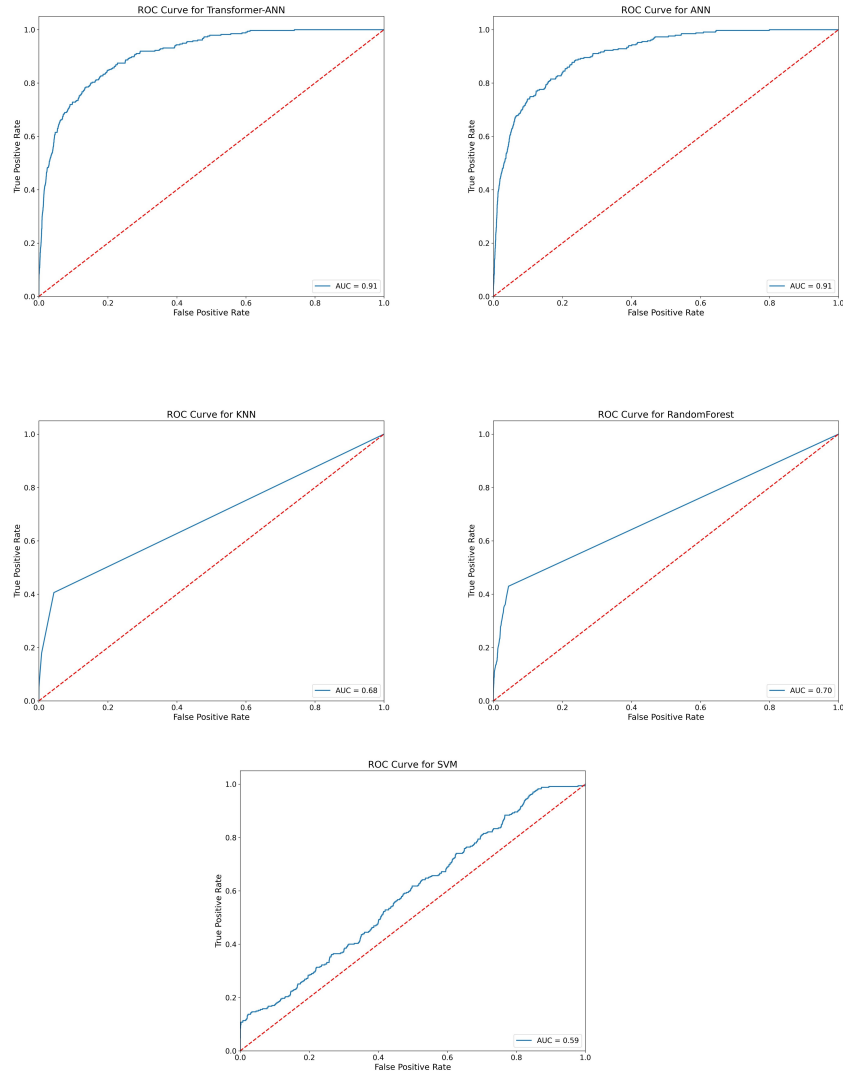 ROC Curve for Transformer-ANN
1.0
0.8
0.6
0.4
0.2
0.0
True Positive Rate
0.0 0.2 0.4 0.6 0.8 1.0
False Positive Rate
AUC = 0.91
ROC Curve for ANN
1.0
0.8
0.6
0.4
0.2
0.0
True Positive Rate
0.0 0.2 0.4 0.6 0.8 1.0
False Positive Rate
AUC = 0.91
ROC Curve for KNN
1.0
0.8
0.6
0.4
0.2
0.0
True Positive Rate
0.0 0.2 0.4 0.6 0.8 1.0
False Positive Rate
AUC = 0.68
ROC Curve for RandomForest
1.0
0.8
0.6
0.4
0.2
0.0
True Positive Rate
0.0 0.2 0.4 0.6 0.8 1.0
False Positive Rate
AUC = 0.70
ROC Curve for SVM
1.0
0.8
0.6
0.4
0.2
0.0
True Positive Rate
0.0 0.2 0.4 0.6 0.8 1.0
False Positive Rate
AUC = 0.59